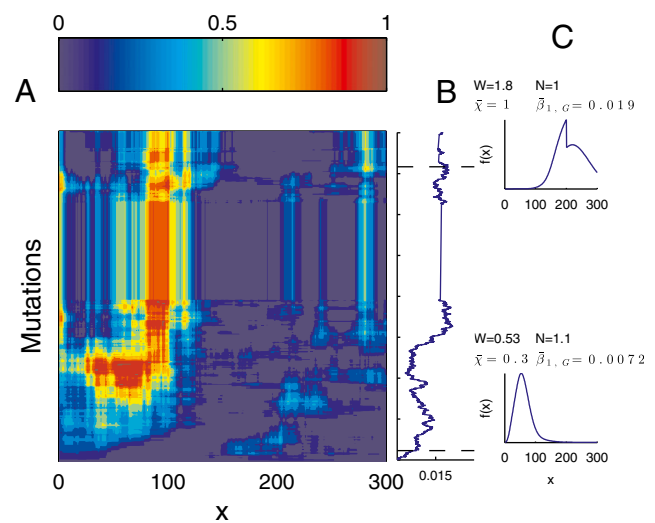 0 0.5 1
A
Mutations
0 100 200 300
x
B
0.015
C
W=1.8 N=1
χ̄ = 1 β̄1, G = 0.019
f(x)
0 100 200 300
W=0.53 N=1.1
χ̄ = 0.3 β̄1, G = 0.0072
f(x)
0 100 200 300
x